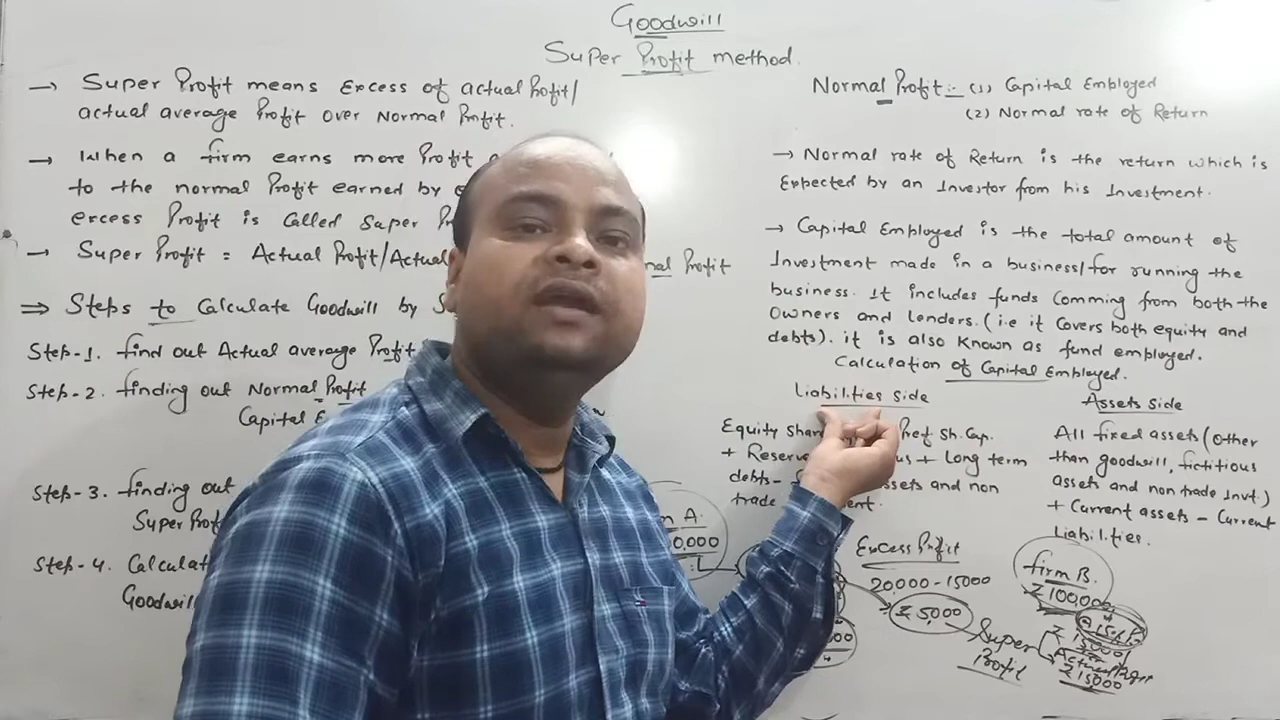 Goodwill
Super Profit method.
→ Super Profit means Excess of actual Profit/
actual average Profit over Normal Profit.
→ When a firm earns more Profit
to the normal Profit earned by
excess Profit is called Super
→ Super Profit = Actual Profit/Actual Profit
⇒ Steps to Calculate Goodwill by
Step-1. find out Actual average Profit
Step-2. finding out Normal Profit
Capital
Step-3. finding out
Super
Step-4.
Goodwill
Normal Profit:- (1) Capital Employed
(2) Normal rate of Return
→ Normal rate of Return is the return which is
Expected by an Investor from his Investment.
→ Capital Employed is the total amount of
Investment made in a business/for running the
business. It includes funds Comming from both the
Owners and lenders. (i.e it Covers both equity and
debts). it is also Known as fund employed.
Calculation of Capital Employed.
Liabilities side
Equity Share Pref Sh. Cap.
+ Reserve + Long term
debts- assets and non
trade
Assets side
All fixed assets (other
than goodwill, fictitious
assets and non trade Invt.)
+ Current assets - Current
Liabilities.
A.
Excess Profit
20,000-15000
₹ 5000
Super
Profit
firm B.
₹ 100,000
₹ 15000
Actual Profit
₹ 15000